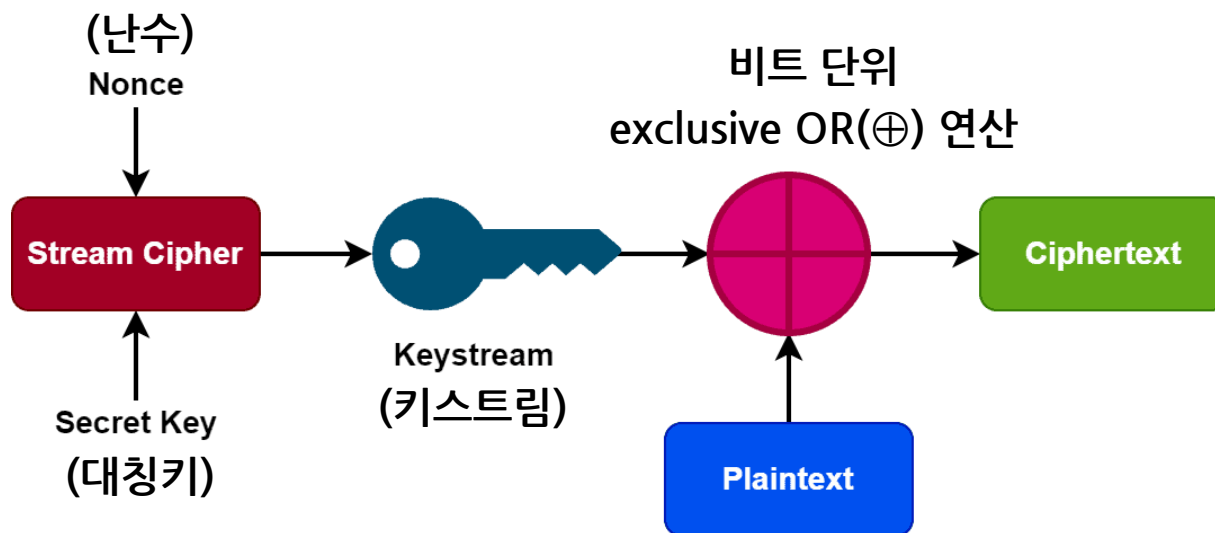 (난수)
Nonce
비트 단위
exclusive OR(⊕) 연산
Stream Cipher
Ciphertext
Keystream
(키스트림)
Secret Key
(대칭키)
Plaintext